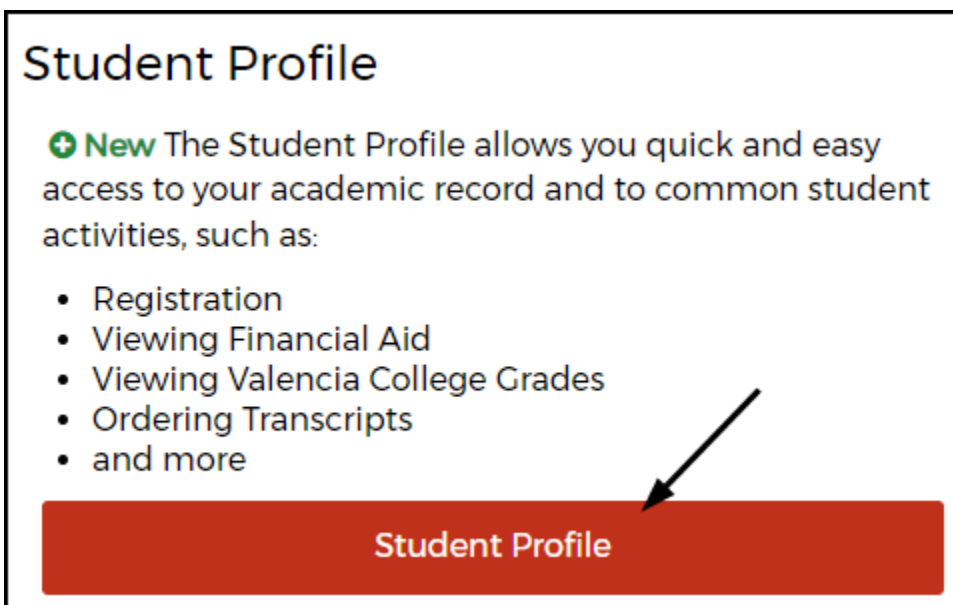 Student Profile
New The Student Profile allows you quick and easy
access to your academic record and to common student
activities, such as:
• Registration
• Viewing Financial Aid
• Viewing Valencia College Grades
• Ordering Transcripts
• and more
Student Profile